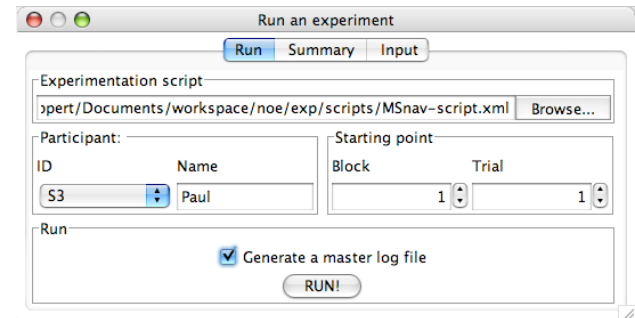 Run an experiment
Run Summary Input
Experimentation script
opert/Documents/workspace/noe/exp/scripts/MSnav-script.xml Browse...
Participant: Starting point
ID Name Block Trial
S3 Paul 1 1
Run
Generate a master log file
RUN!